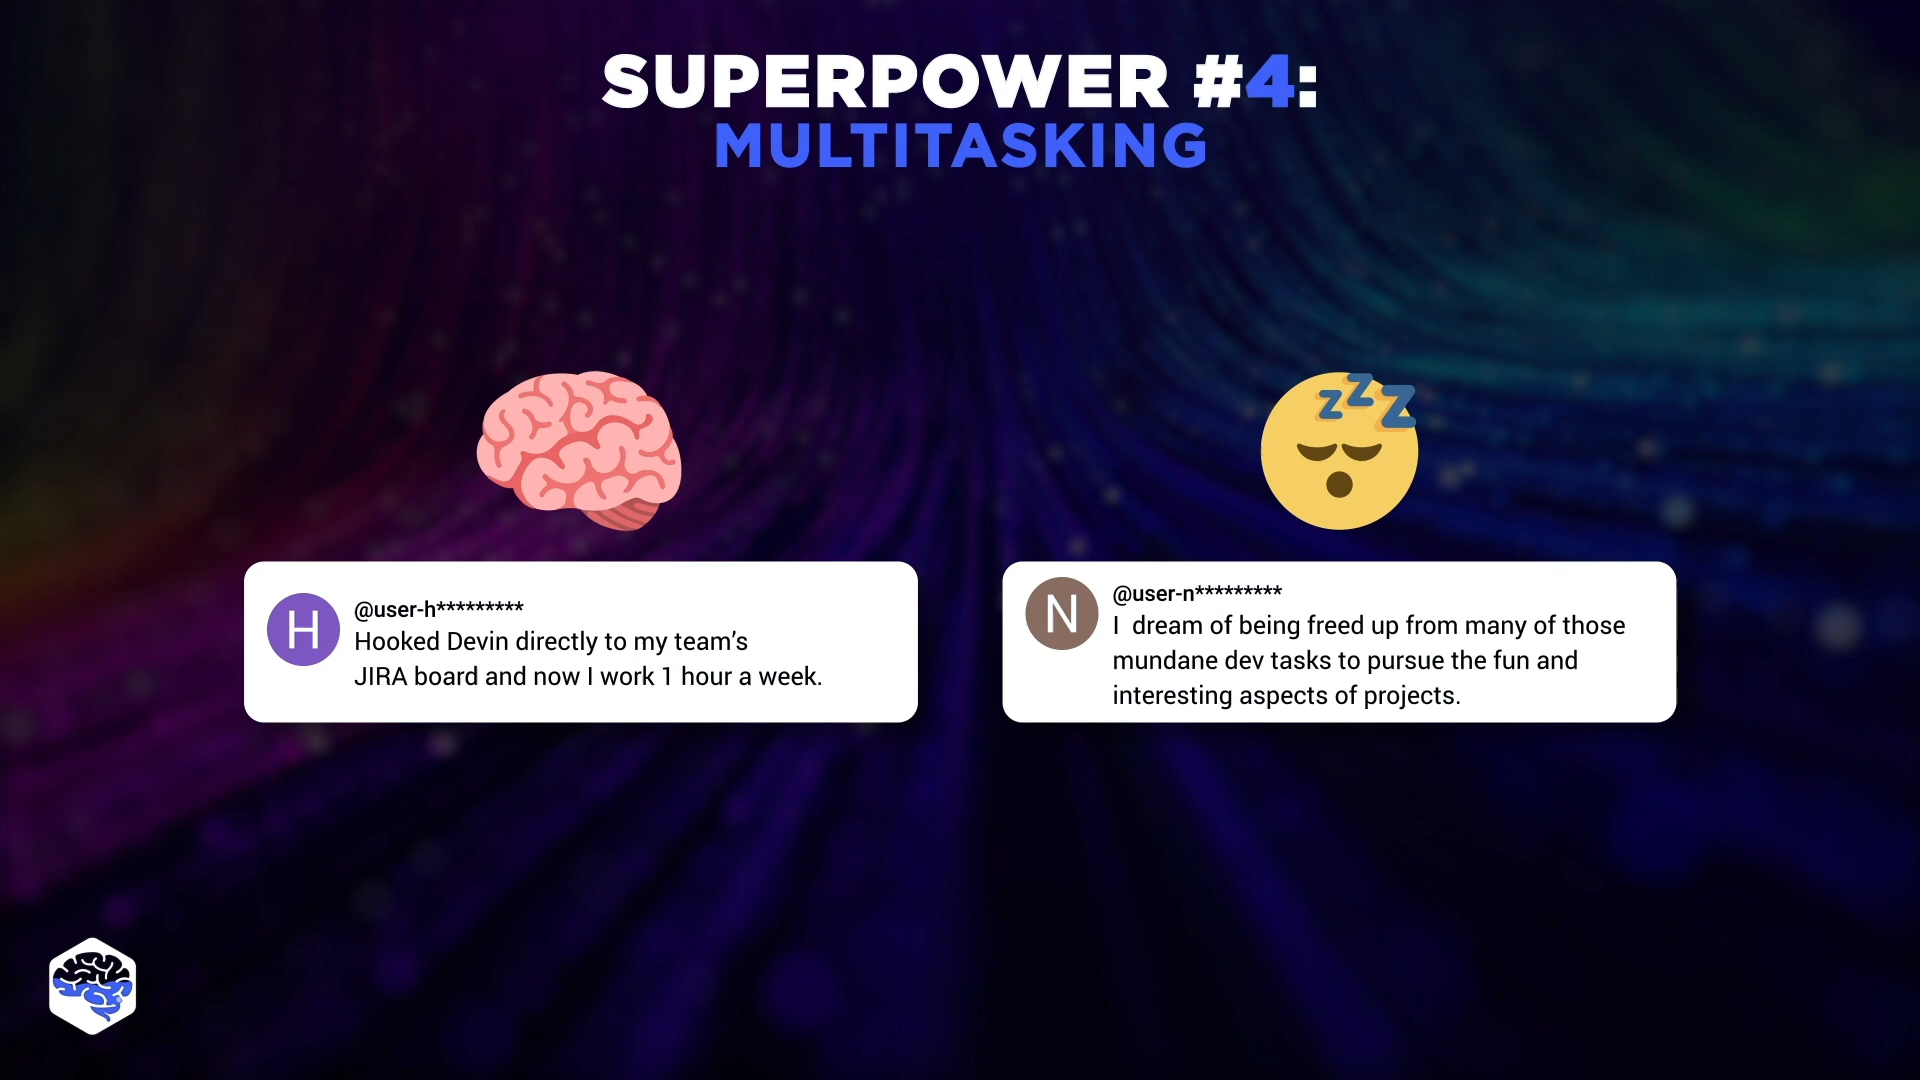 SUPERPOWER #4:
MULTITASKING
zzz
H
@user-h*********
Hooked Devin directly to my team’s
JIRA board and now I work 1 hour a week.
N
@user-n*********
I  dream of being freed up from many of those
mundane dev tasks to pursue the fun and
interesting aspects of projects.